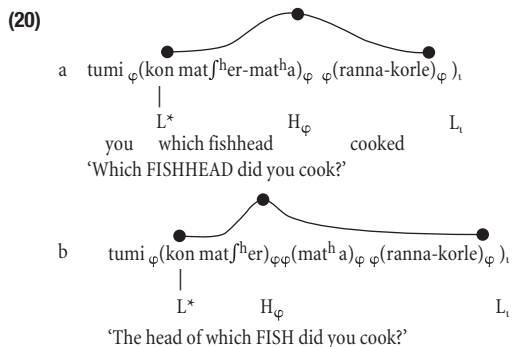 (20)
a tumi φ(kon matʃʰer-matʰa)φ φ(ranna-korle)φ )ι
L* Hφ Lι
you which fishhead cooked
‘Which FISHHEAD did you cook?’
b tumi φ(kon matʃʰer)φφ(matʰ a)φ φ(ranna-korle)φ )ι
L* Hφ Lι
‘The head of which FISH did you cook?’